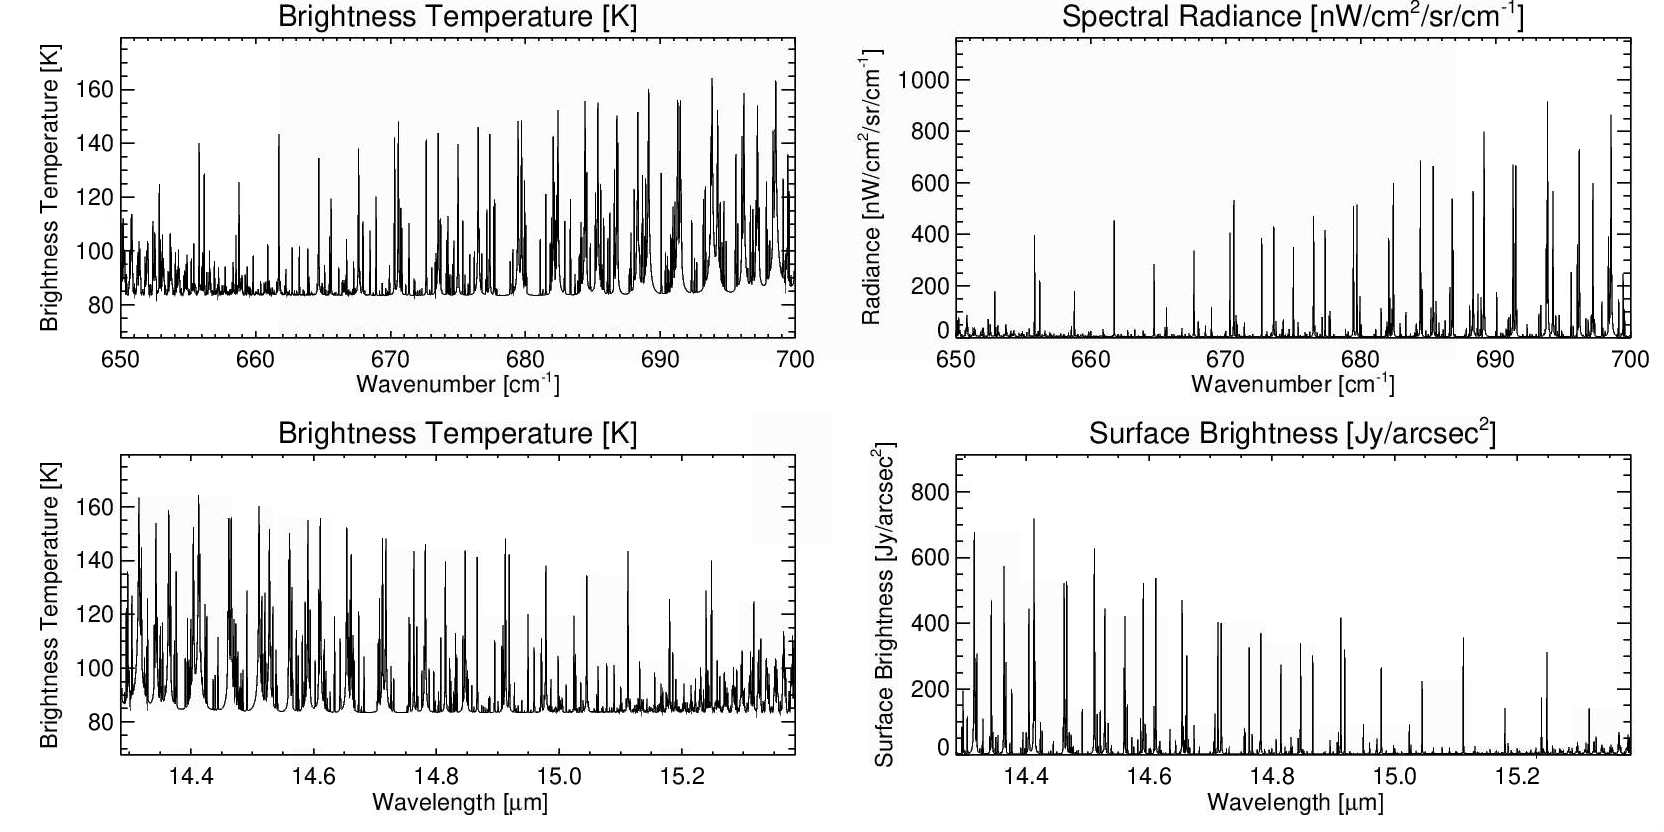 Brightness Temperature [K]
Brightness Temperature [K]
160
140
120
100
80
650 660 670 680 690 700
Wavenumber [cm⁻¹]
Spectral Radiance [nW/cm²/sr/cm⁻¹]
Radiance [nW/cm²/sr/cm⁻¹]
1000
800
600
400
200
0
650 660 670 680 690 700
Wavenumber [cm⁻¹]
Brightness Temperature [K]
Brightness Temperature [K]
160
140
120
100
80
14.4 14.6 14.8 15.0 15.2
Wavelength [μm]
Surface Brightness [Jy/arcsec²]
Surface Brightness [Jy/arcsec²]
800
600
400
200
0
14.4 14.6 14.8 15.0 15.2
Wavelength [μm]